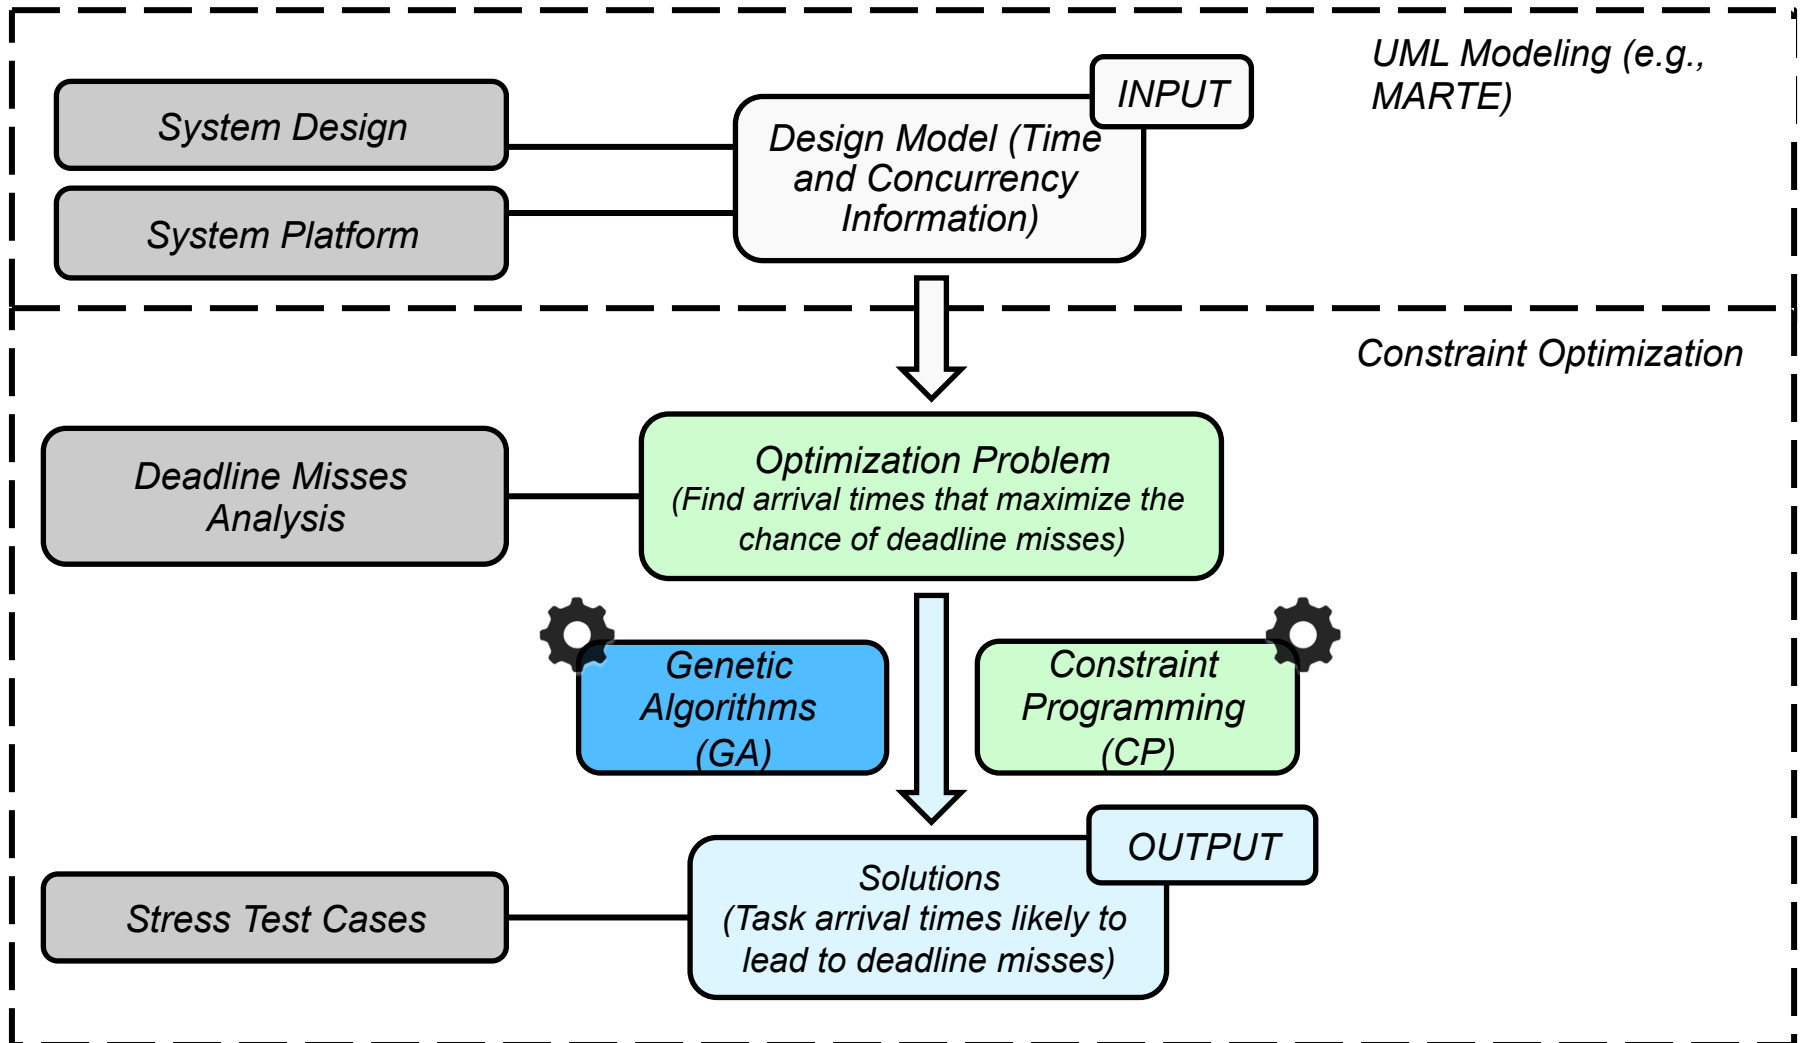 UML Modeling (e.g.,
MARTE)
INPUT
System Design
System Platform
Design Model (Time
and Concurrency
Information)
Constraint Optimization
Deadline Misses
Analysis
Optimization Problem
(Find arrival times that maximize the
chance of deadline misses)
Genetic
Algorithms
(GA)
Constraint
Programming
(CP)
OUTPUT
Stress Test Cases
Solutions
(Task arrival times likely to
lead to deadline misses)